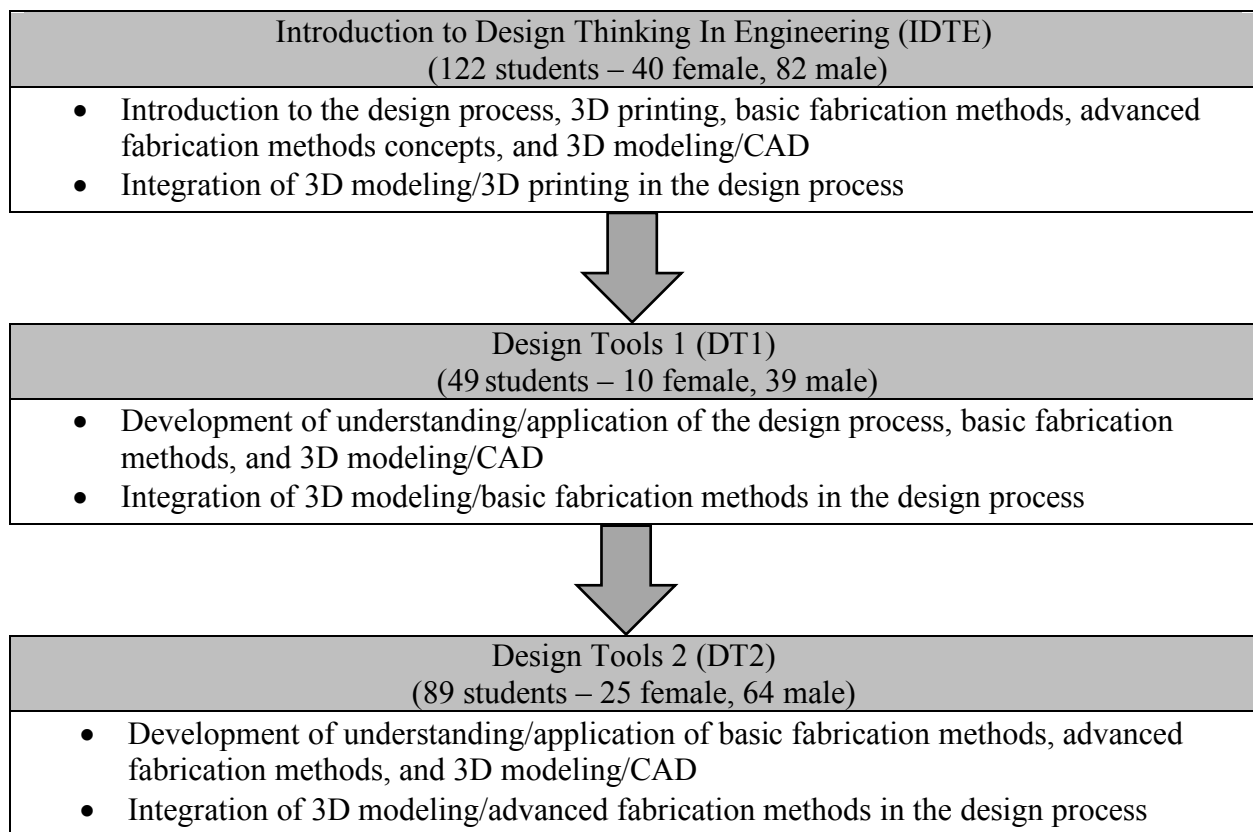 Introduction to Design Thinking In Engineering (IDTE)
(122 students – 40 female, 82 male)
• Introduction to the design process, 3D printing, basic fabrication methods, advanced
fabrication methods concepts, and 3D modeling/CAD
• Integration of 3D modeling/3D printing in the design process
Design Tools 1 (DT1)
(49 students – 10 female, 39 male)
• Development of understanding/application of the design process, basic fabrication
methods, and 3D modeling/CAD
• Integration of 3D modeling/basic fabrication methods in the design process
Design Tools 2 (DT2)
(89 students – 25 female, 64 male)
• Development of understanding/application of basic fabrication methods, advanced
fabrication methods, and 3D modeling/CAD
• Integration of 3D modeling/advanced fabrication methods in the design process